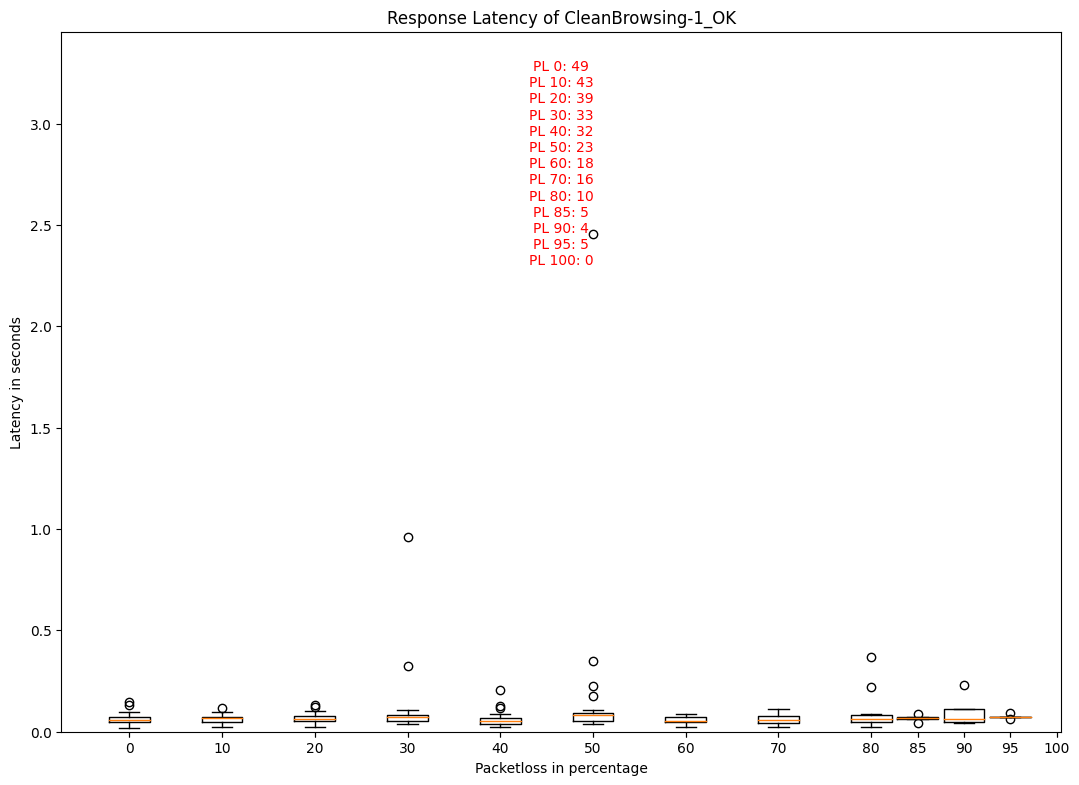 Response Latency of CleanBrowsing-1_OK
PL 0: 49
PL 10: 43
PL 20: 39
PL 30: 33
PL 40: 32
PL 50: 23
PL 60: 18
PL 70: 16
PL 80: 10
PL 85: 5
PL 90: 4
PL 95: 5
PL 100: 0
Latency in seconds
3.0
2.5
2.0
1.5
1.0
0.5
0.0
0 10 20 30 40 50 60 70 80 85 90 95 100
Packetloss in percentage